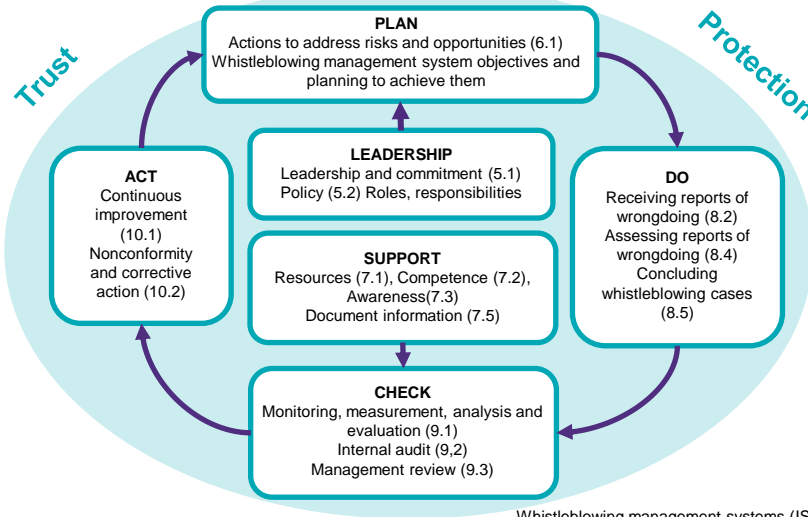 Trust
Protection
PLAN
Actions to address risks and opportunities (6.1)
Whistleblowing management system objectives and
planning to achieve them
LEADERSHIP
Leadership and commitment (5.1)
Policy (5.2) Roles, responsibilities
ACT
Continuous
improvement
(10.1)
Nonconformity
and corrective
action (10.2)
DO
Receiving reports of
wrongdoing (8.2)
Assessing reports of
wrongdoing (8.4)
Concluding
whistleblowing cases
(8.5)
SUPPORT
Resources (7.1), Competence (7.2),
Awareness(7.3)
Document information (7.5)
CHECK
Monitoring, measurement, analysis and
evaluation (9.1)
Internal audit (9,2)
Management review (9.3)
Whistleblowing management systems (IS